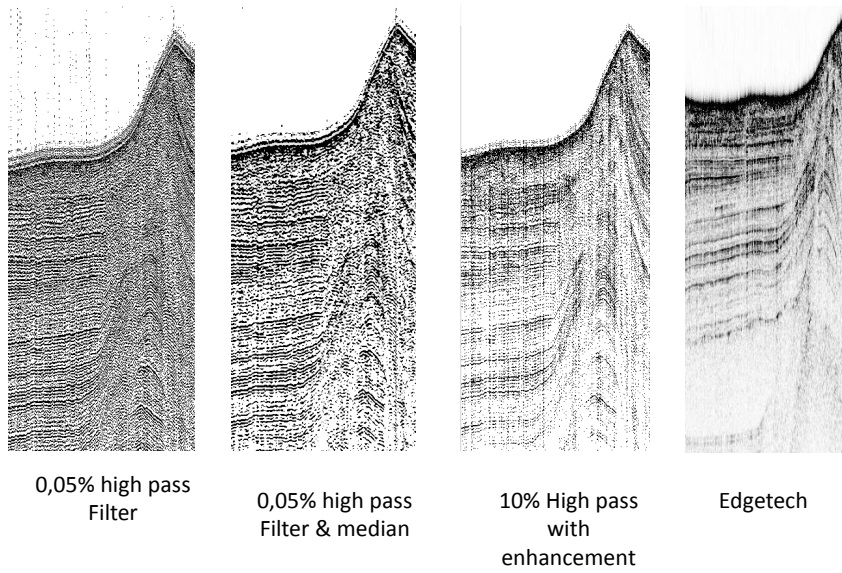 0,05% high pass
Filter
0,05% high pass
Filter & median
10% High pass
with
enhancement
Edgetech